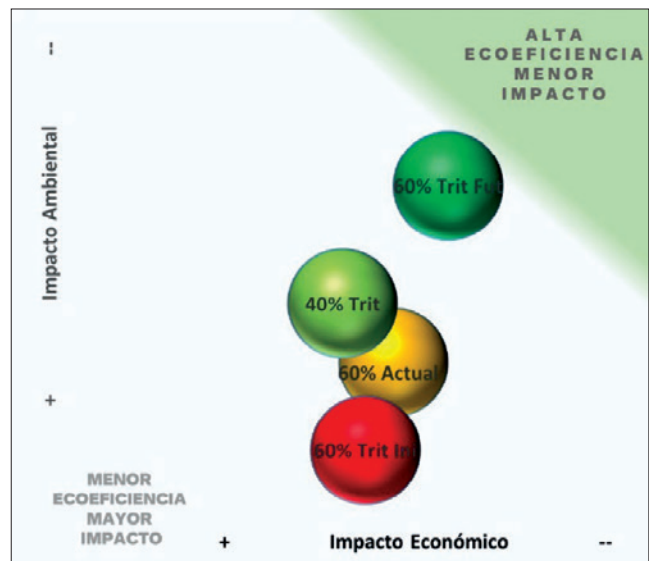 ALTA
ECOEFICIENCIA
MENOR
IMPACTO
--
Impacto Ambiental
60% Trit Fut
40% Trit
60% Actual
+
60% Trit
MENOR
ECOEFICIENCIA
MAYOR
IMPACTO
+ Impacto Económico --